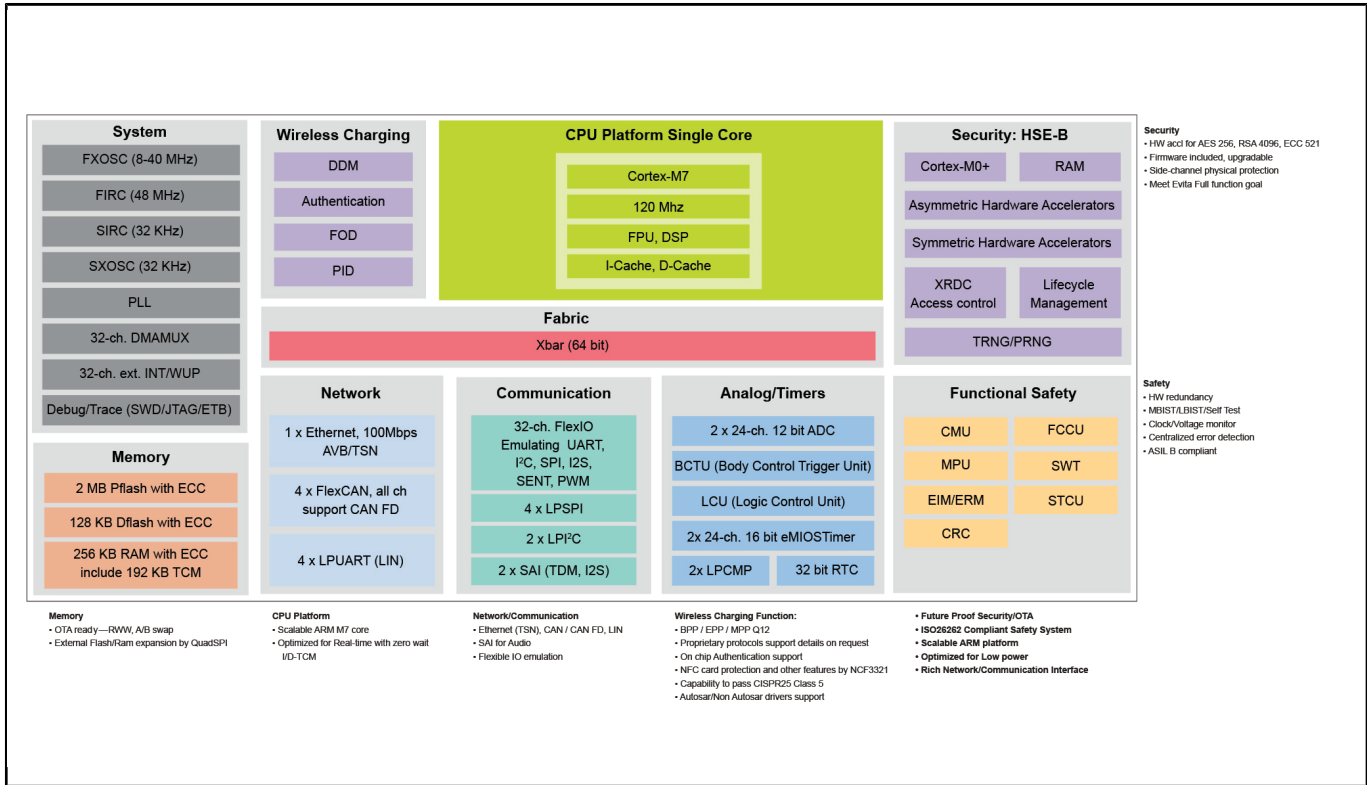 System
FXOSC (8-40 MHz)
FIRC (48 MHz)
SIRC (32 KHz)
SXOSC (32 KHz)
PLL
32-ch. DMAMUX
32-ch. ext. INT/WUP
Debug/Trace (SWD/JTAG/ETB)
Memory
2 MB Pflash with ECC
128 KB Dflash with ECC
256 KB RAM with ECC
include 192 KB TCM
Wireless Charging
DDM
Authentication
FOD
PID
CPU Platform Single Core
Cortex-M7
120 Mhz
FPU, DSP
I-Cache, D-Cache
Fabric
Xbar (64 bit)
Network
1 x Ethernet, 100Mbps
AVB/TSN
4 x FlexCAN, all ch
support CAN FD
4 x LPUART (LIN)
Communication
32-ch. FlexIO
Emulating UART,
I²C, SPI, I2S,
SENT, PWM
4 x LPSPI
2 x LPI²C
2 x SAI (TDM, I2S)
Analog/Timers
2 x 24-ch. 12 bit ADC
BCTU (Body Control Trigger Unit)
LCU (Logic Control Unit)
2x 24-ch. 16 bit eMIOSTimer
2x LPCMP
32 bit RTC
Security: HSE-B
Cortex-M0+
RAM
Asymmetric Hardware Accelerators
Symmetric Hardware Accelerators
XRDC
Access control
Lifecycle
Management
TRNG/PRNG
Functional Safety
CMU
FCCU
MPU
SWT
EIM/ERM
STCU
CRC
Security
• HW accl for AES 256, RSA 4096, ECC 521
• Firmware included, upgradable
• Side-channel physical protection
• Meet Evita Full function goal
Safety
• HW redundancy
• MBIST/LBIST/Self Test
• Clock/Voltage monitor
• Centralized error detection
• ASIL B compliant
Memory
• OTA ready—RWW, A/B swap
• External Flash/Ram expansion by QuadSPI
CPU Platform
• Scalable ARM M7 core
• Optimized for Real-time with zero wait
I/D-TCM
Network/Communication
• Ethernet (TSN), CAN / CAN FD, LIN
• SAI for Audio
• Flexible IO emulation
Wireless Charging Function:
• BPP / EPP / MPP Q12
• Proprietary protocols support details on request
• On chip Authentication support
• NFC card protection and other features by NCF3321
• Capability to pass CISPR25 Class 5
• Autosar/Non Autosar drivers support
• Future Proof Security/OTA
• ISO26262 Compliant Safety System
• Scalable ARM platform
• Optimized for Low power
• Rich Network/Communication Interface